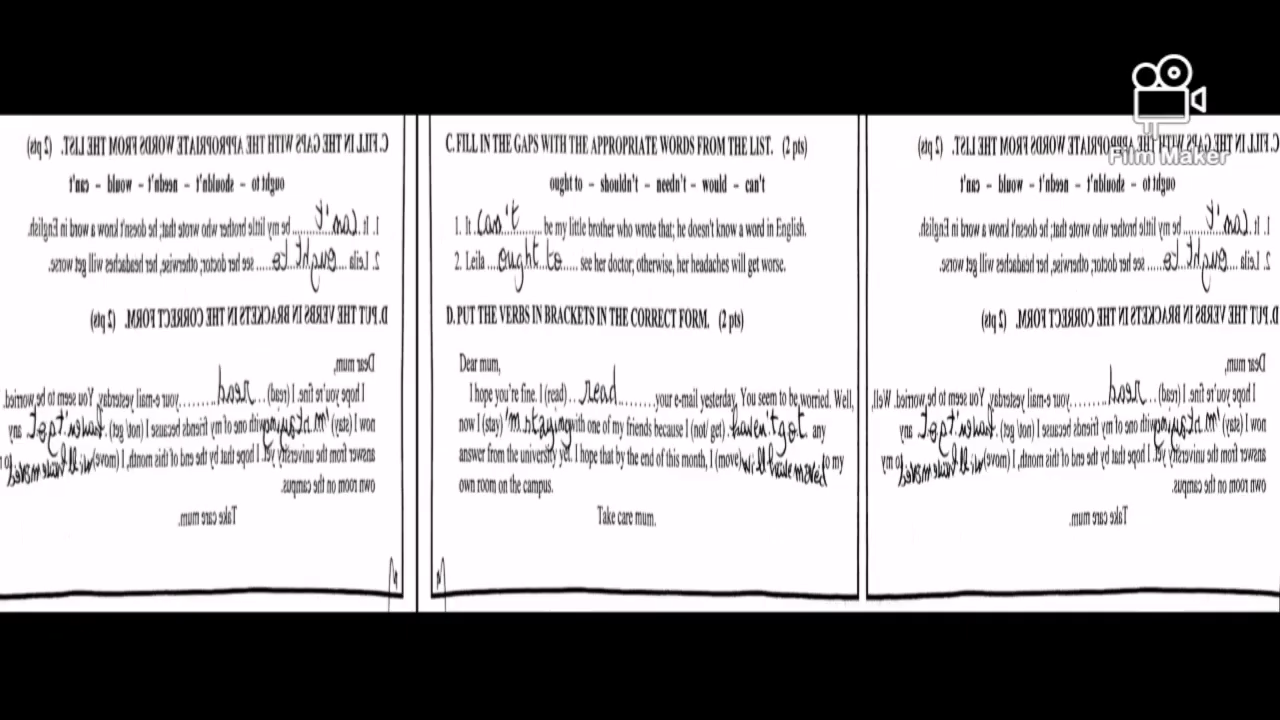 Film Maker
C. FILL IN THE GAPS WITH THE APPROPRIATE WORDS FROM THE LIST. (2 pts)
ought to – shouldn't – needn't – would – can't
1. It can't be my little brother who wrote that; he doesn't know a word in English.
2. Leila ought to see her doctor; otherwise, her headaches will get worse.
D. PUT THE VERBS IN BRACKETS IN THE CORRECT FORM. (2 pts)
Dear mum,
I hope you're fine. I (read) read your e-mail yesterday. You seem to be worried. Well,
now I (stay) 'm staying with one of my friends because I (not/ get) haven't got any
answer from the university yet. I hope that by the end of this month, I (move) will have moved to my
own room on the campus.
Take care mum.